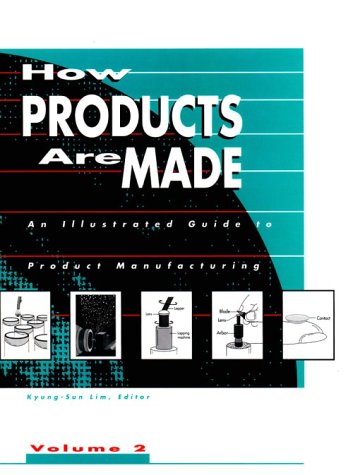 How
PRODUCTS
Are MADE
An Illustrated Guide to
Product Manufacturing
Lens
Lapper
Lapping
machine
Blade
Lens
Arbor
Contact
Kyung-Sun Lim, Editor
Volume 2